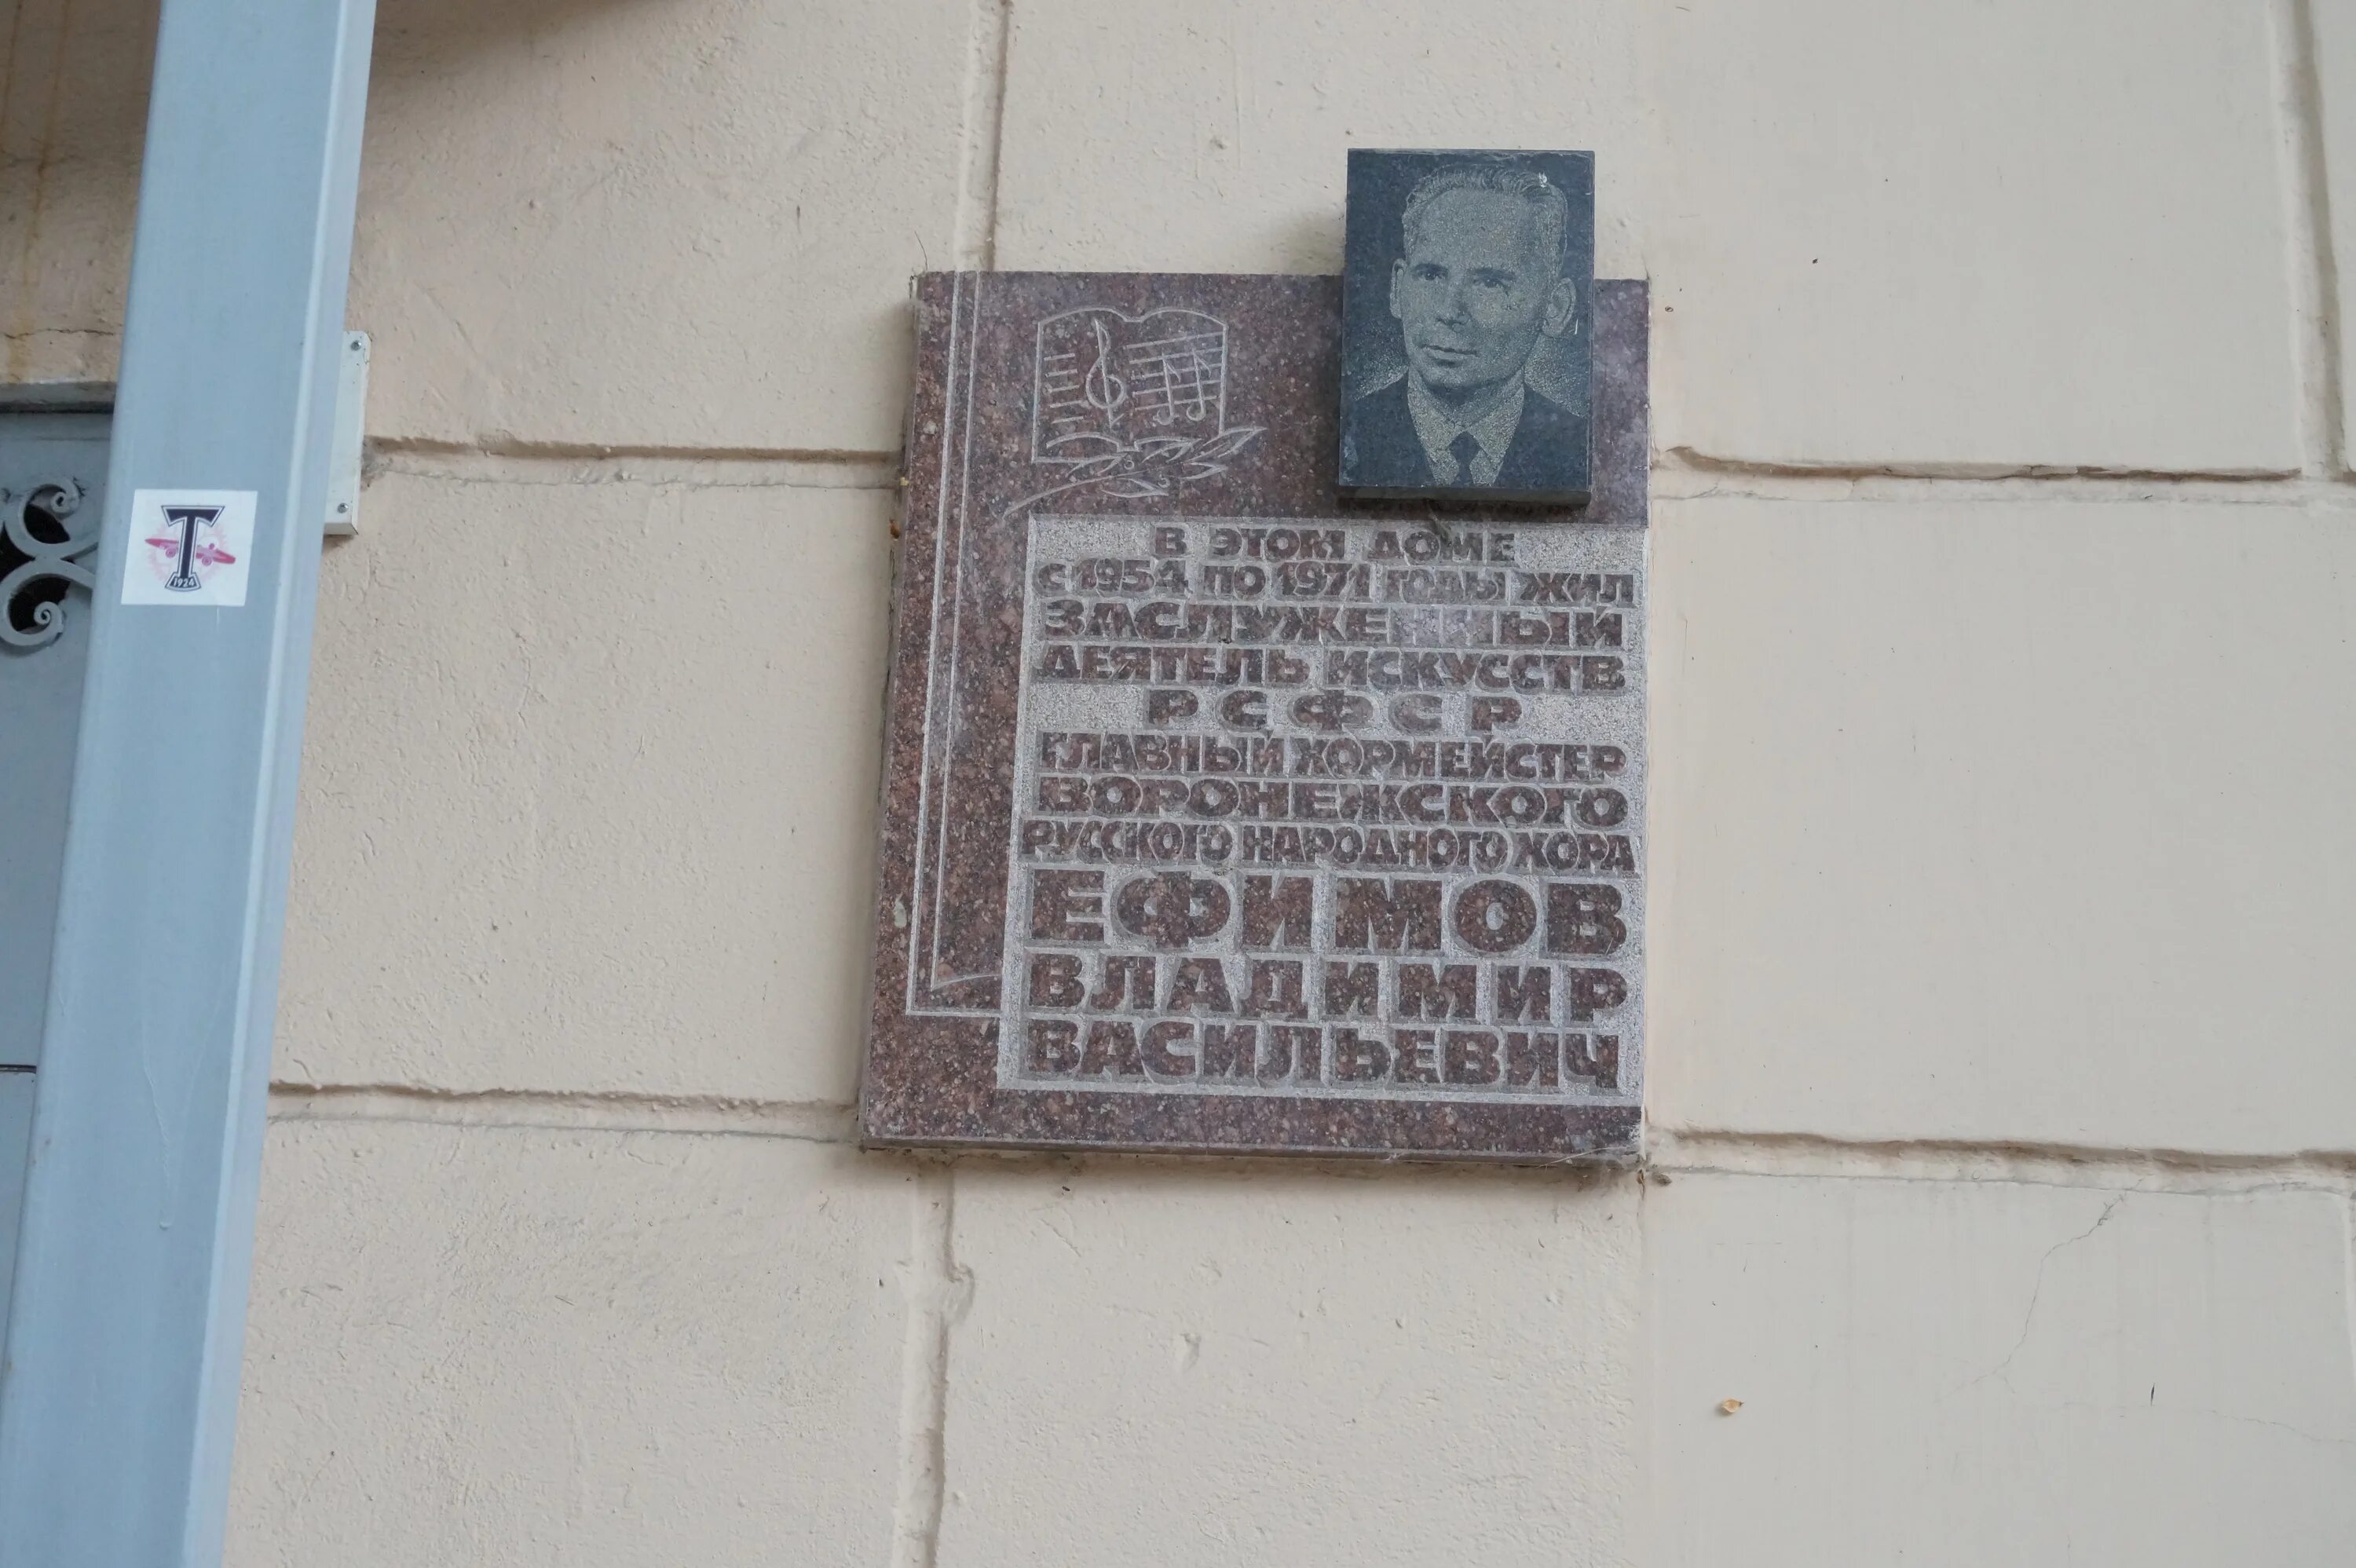 Т
1924
В ЭТОМ ДОМЕ
С 1954 ПО 1971 ГОДЫ ЖИЛ
ЗАСЛУЖЕННЫЙ
ДЕЯТЕЛЬ ИСКУССТВ
РСФСР
ГЛАВНЫЙ ХОРМЕЙСТЕР
ВОРОНЕЖСКОГО
РУССКОГО НАРОДНОГО ХОРА
ЕФИМОВ
ВЛАДИМИР
ВАСИЛЬЕВИЧ